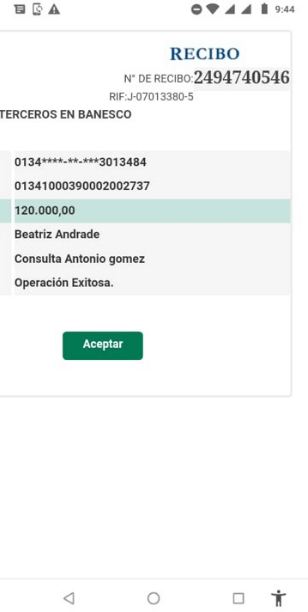 9:44
RECIBO
N° DE RECIBO:2494740546
RIF:J-07013380-5
TERCEROS EN BANESCO
0134****-**-***3013484
01341000390002002737
120.000,00
Beatriz Andrade
Consulta Antonio gomez
Operación Exitosa.
Aceptar